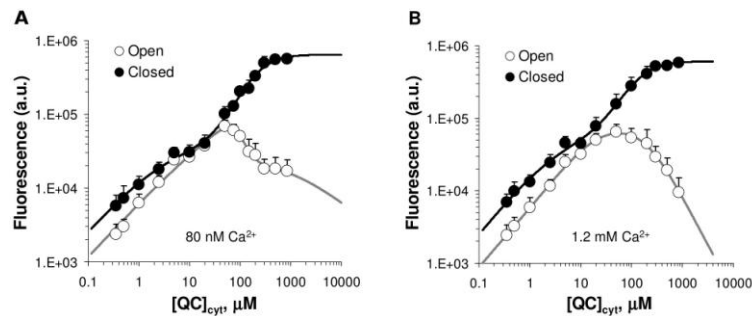 A
B
1.E+06
Open
Closed
1.E+05
1.E+04
1.E+03
Fluorescence (a.u.)
80 nM Ca²⁺
0.1 1 10 100 1000 10000
[QC]cyt, µM
1.E+06
Open
Closed
1.E+05
1.E+04
1.E+03
Fluorescence (a.u.)
1.2 mM Ca²⁺
0.1 1 10 100 1000 10000
[QC]cyt, µM